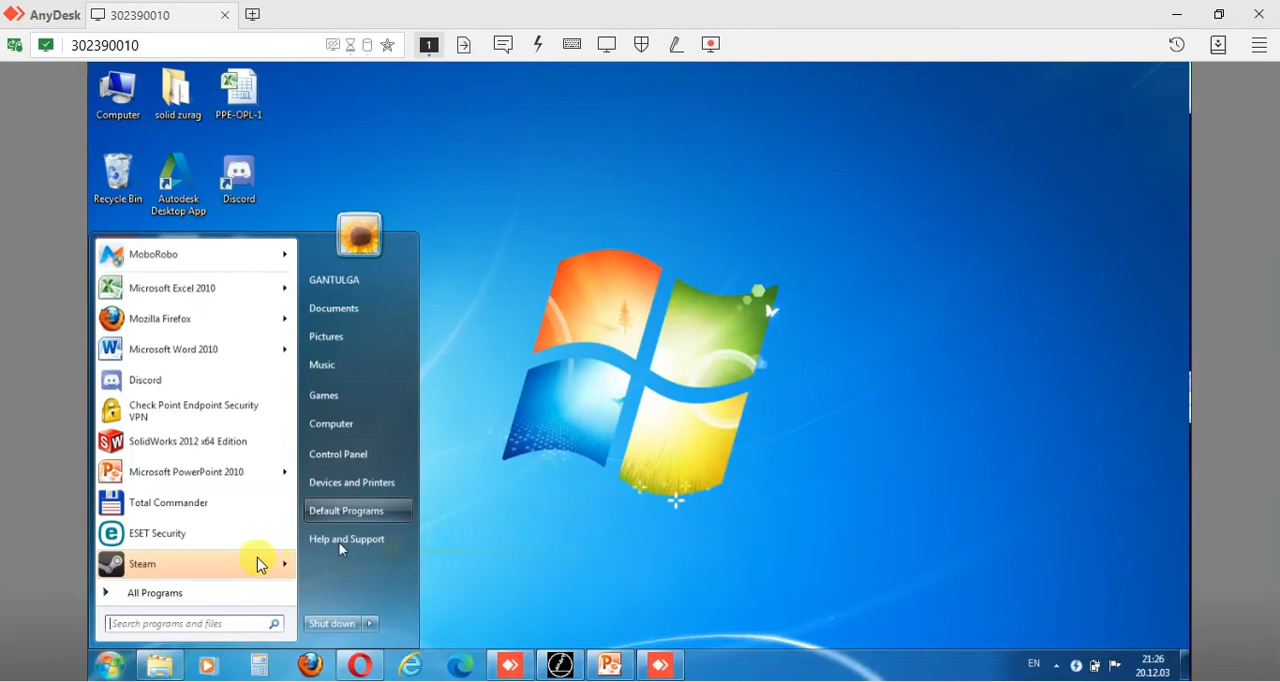 AnyDesk
302390010
302390010
1
Computer
solid zurag
PPE-OPL-1
Recycle Bin
Autodesk
Desktop App
Discord
MoboRobo
Microsoft Excel 2010
Mozilla Firefox
Microsoft Word 2010
Discord
Check Point Endpoint Security
VPN
SolidWorks 2012 x64 Edition
Microsoft PowerPoint 2010
Total Commander
ESET Security
Steam
All Programs
Search programs and files
GANTULGA
Documents
Pictures
Music
Games
Computer
Control Panel
Devices and Printers
Default Programs
Help and Support
Shut down
EN
21:26
20.12.03